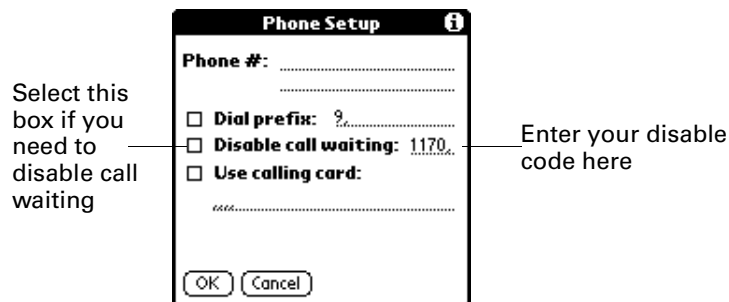 Phone Setup
Phone #:
Select this
box if you
need to
disable call
waiting
Dial prefix: 9,
Disable call waiting: 1170,
Use calling card:
,,,,
Enter your disable
code here
OK Cancel